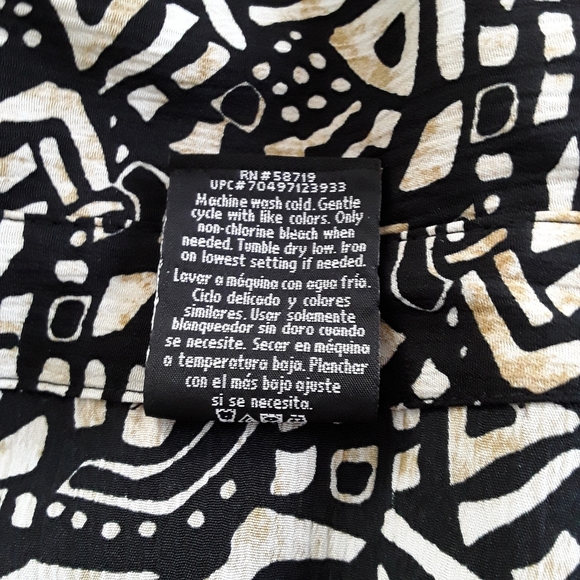 RN#58719
UPC#70497123933
Machine wash cold. Gentle
cycle with like colors. Only
non-chlorine bleach when
needed. Tumble dry low. Iron
on lowest setting if needed.
Lavar a máquina con agua fría.
Ciclo delicado y colores
similares. Usar solamente
blanqueador sin cloro cuando
se necesite. Secar en máquina
a temperatura baja. Planchar
con el más bajo ajuste
si se necesita.